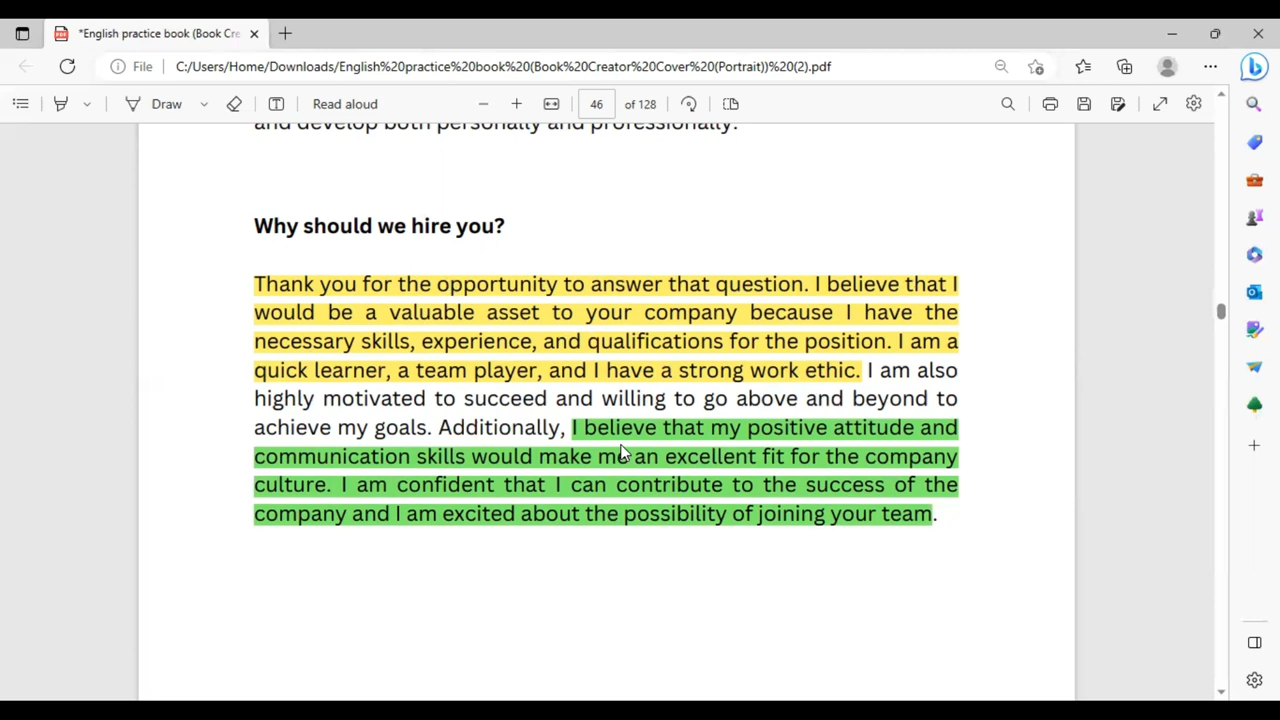 *English practice book (Book Cre
File
C:/Users/Home/Downloads/English%20practice%20book%20(Book%20Creator%20Cover%20(Portrait))%20(2).pdf
Draw
Read aloud
46
of 128
and develop both personally and professionally.
Why should we hire you?
Thank you for the opportunity to answer that question. I believe that I
would be a valuable asset to your company because I have the
necessary skills, experience, and qualifications for the position. I am a
quick learner, a team player, and I have a strong work ethic. I am also
highly motivated to succeed and willing to go above and beyond to
achieve my goals. Additionally, I believe that my positive attitude and
communication skills would make me an excellent fit for the company
culture. I am confident that I can contribute to the success of the
company and I am excited about the possibility of joining your team.